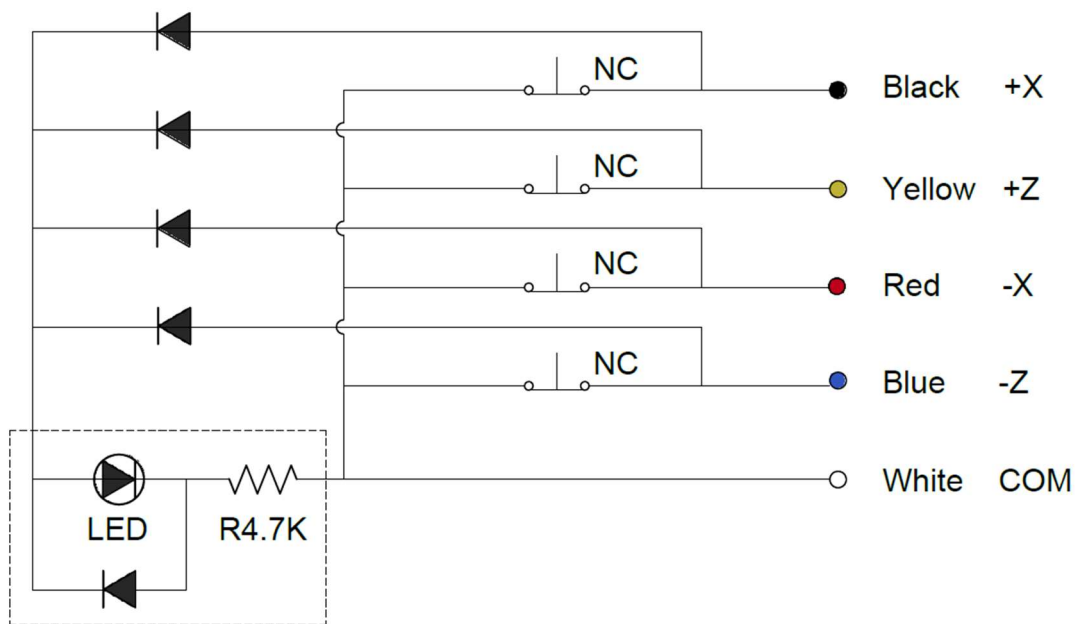 NC
Black +X
NC
Yellow +Z
NC
Red -X
NC
Blue -Z
White COM
LED R4.7K